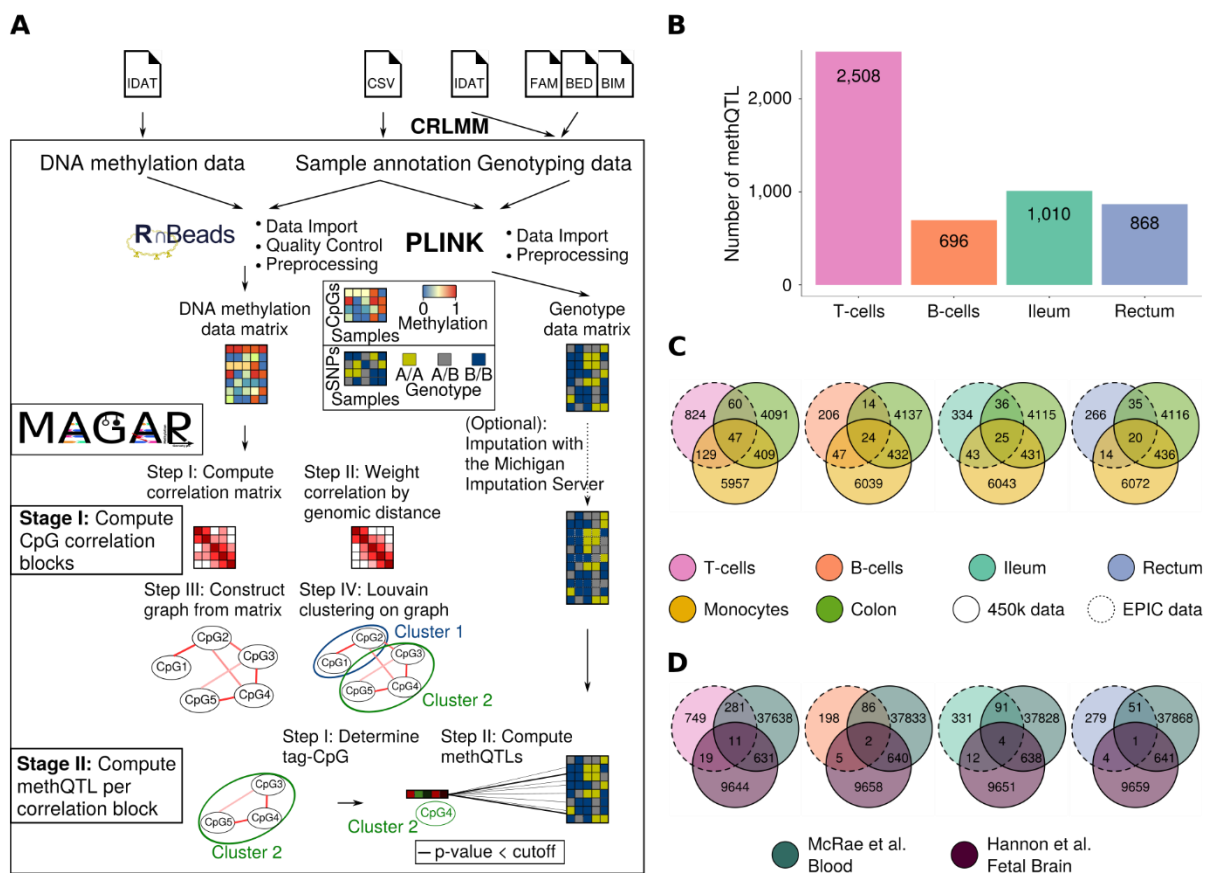 A
IDAT
CSV
IDAT
FAM
BED
BIM
CRLMM
DNA methylation data
Sample annotation
Genotyping data
RnBeads
• Data Import
• Quality Control
• Preprocessing
PLINK
• Data Import
• Preprocessing
DNA methylation
data matrix
CpGs
Samples
0
1
Methylation
SNPs
Samples
A/A
A/B
B/B
Genotype
Genotype
data matrix
MAGAR
(Optional):
Imputation with
the Michigan
Imputation Server
Stage I: Compute
CpG correlation
blocks
Step I: Compute
correlation matrix
Step II: Weight
correlation by
genomic distance
Step III: Construct
graph from matrix
Step IV: Louvain
clustering on graph
CpG1
CpG2
CpG3
CpG4
CpG5
Cluster 1
CpG1
CpG2
CpG3
CpG4
CpG5
Cluster 2
Stage II: Compute
methQTL per
correlation block
Step I: Determine
tag-CpG
Step II: Compute
methQTLs
CpG3
CpG5
CpG4
Cluster 2
Cluster 2
CpG4
— p-value < cutoff
B
Number of methQTL
2,000
1,000
0
2,508
696
1,010
868
T-cells
B-cells
Ileum
Rectum
C
824
60
4091
47
129
409
5957
206
14
4137
24
47
432
6039
334
36
4115
25
43
431
6043
266
35
4116
20
14
436
6072
T-cells
B-cells
Ileum
Rectum
Monocytes
Colon
450k data
EPIC data
D
749
281
37638
11
19
631
9644
198
86
37833
2
5
640
9658
331
91
37828
4
12
638
9651
279
51
37868
1
4
641
9659
McRae et al.
Blood
Hannon et al.
Fetal Brain